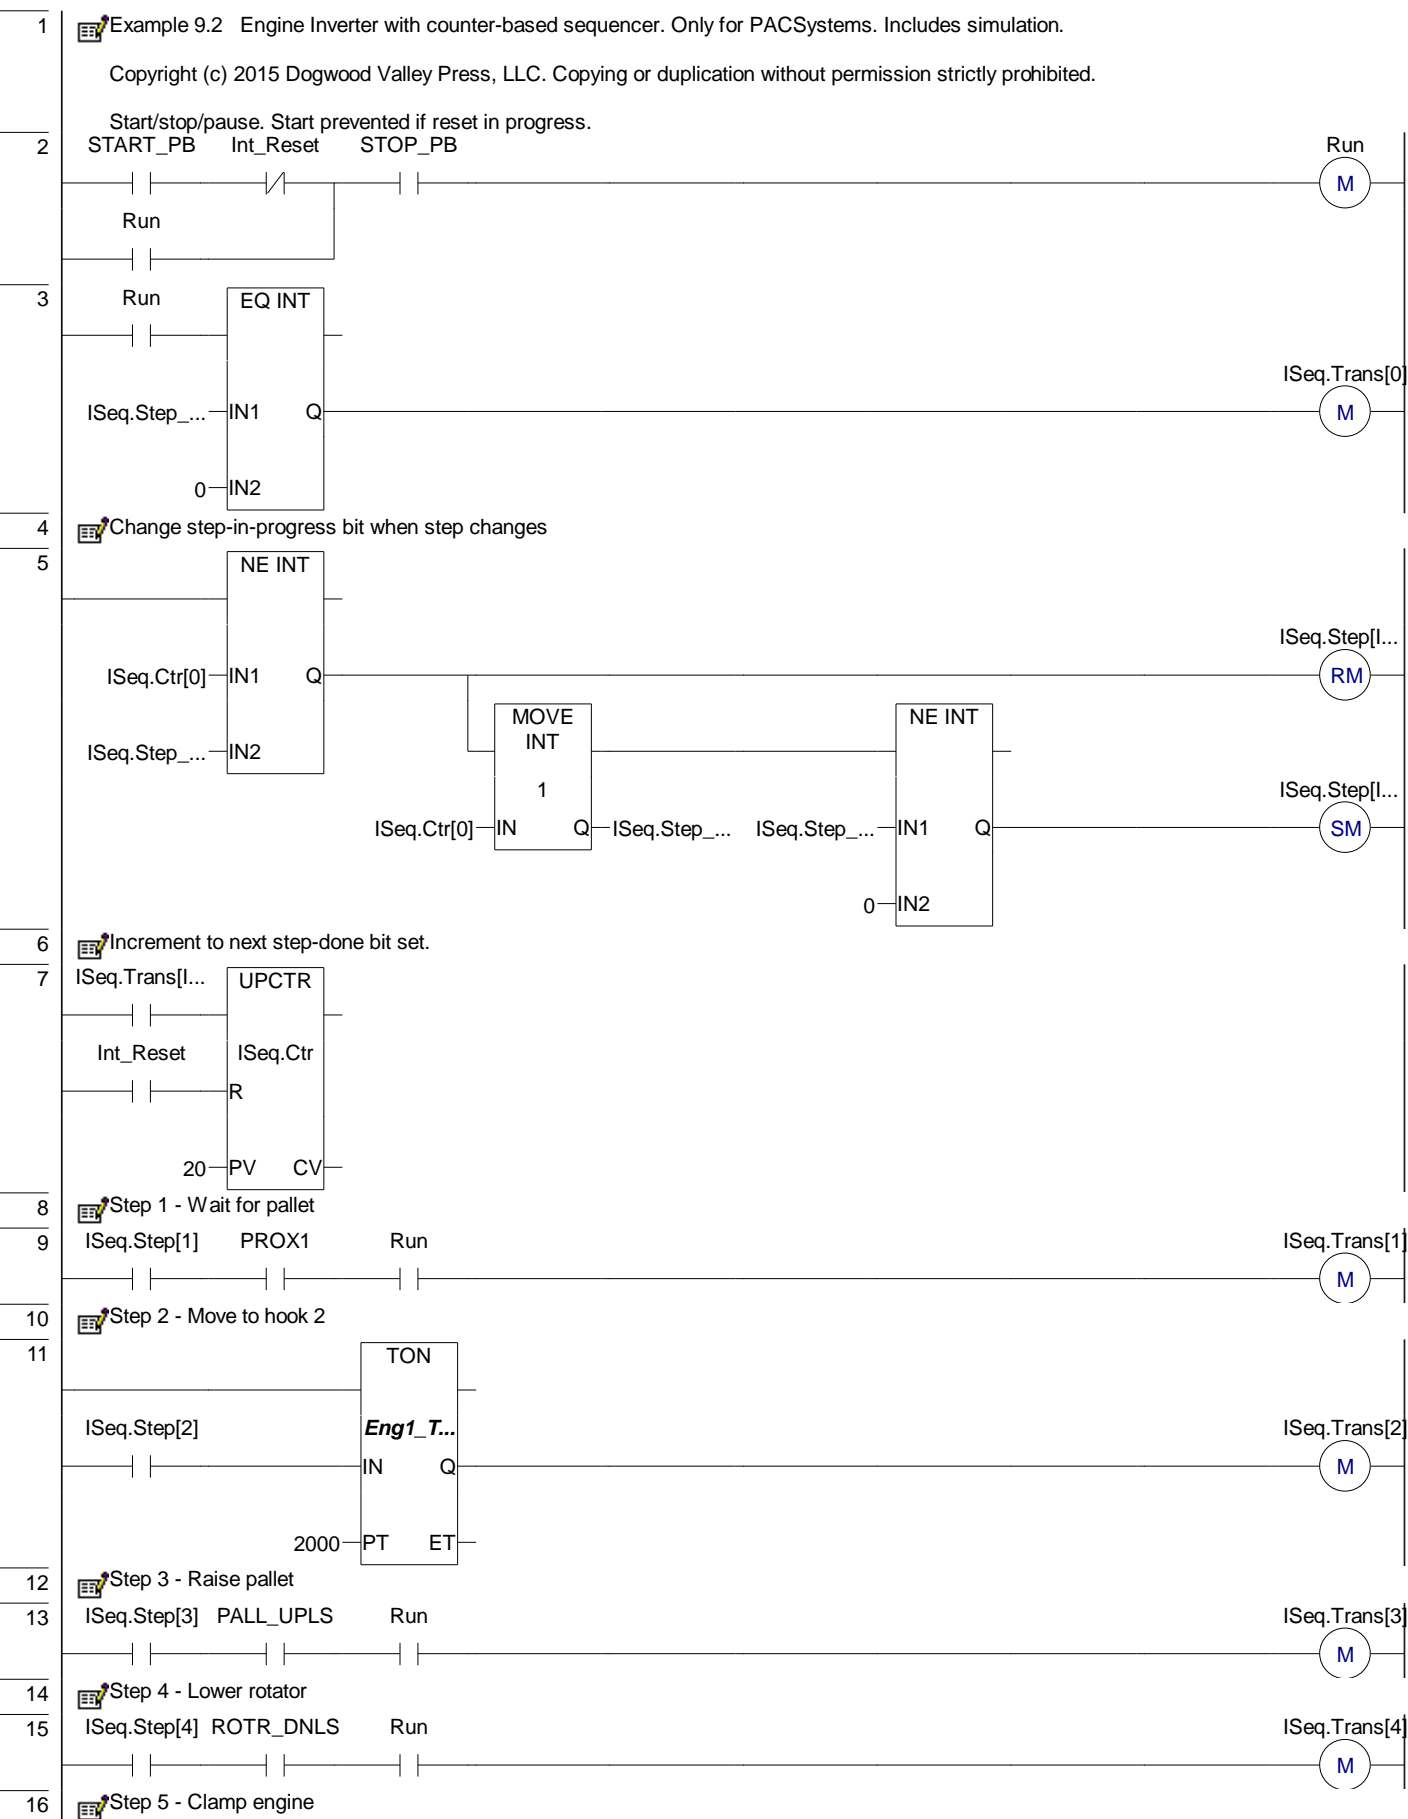 1
Example 9.2 Engine Inverter with counter-based sequencer. Only for PACSystems. Includes simulation.
Copyright (c) 2015 Dogwood Valley Press, LLC. Copying or duplication without permission strictly prohibited.
Start/stop/pause. Start prevented if reset in progress.
2
START_PB Int_Reset STOP_PB Run
M
Run
3
Run EQ INT
ISeq.Trans[0]
ISeq.Step_... IN1 Q M
0 IN2
4
Change step-in-progress bit when step changes
5
NE INT
ISeq.Step[I...
ISeq.Ctr[0] IN1 Q RM
MOVE NE INT
INT
ISeq.Step_... IN2
1 ISeq.Step[I...
ISeq.Ctr[0] IN Q ISeq.Step_... ISeq.Step_... IN1 Q SM
0 IN2
6
Increment to next step-done bit set.
7
ISeq.Trans[I... UPCTR
Int_Reset ISeq.Ctr
R
20 PV CV
8
Step 1 - Wait for pallet
9
ISeq.Step[1] PROX1 Run ISeq.Trans[1]
M
10
Step 2 - Move to hook 2
11
TON
ISeq.Step[2] Eng1_T... ISeq.Trans[2]
IN Q M
2000 PT ET
12
Step 3 - Raise pallet
13
ISeq.Step[3] PALL_UPLS Run ISeq.Trans[3]
M
14
Step 4 - Lower rotator
15
ISeq.Step[4] ROTR_DNLS Run ISeq.Trans[4]
M
16
Step 5 - Clamp engine